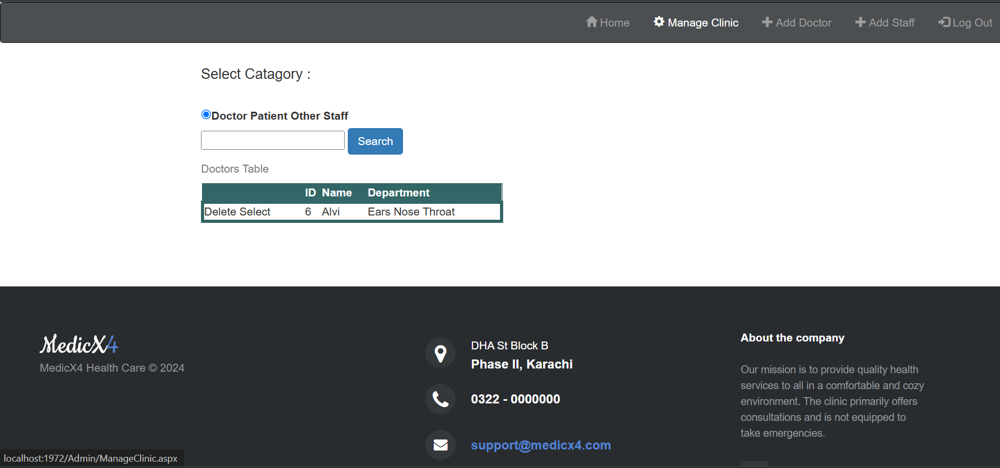 Home Manage Clinic Add Doctor Add Staff Log Out
Select Catagory :
Doctor Patient Other Staff
Search
Doctors Table
ID Name Department
Delete Select 6 Alvi Ears Nose Throat
MedicX4
MedicX4 Health Care © 2024
DHA St Block B
Phase II, Karachi
0322 - 0000000
support@medicx4.com
About the company
Our mission is to provide quality health
services to all in a comfortable and cozy
environment. The clinic primarily offers
consultations and is not equipped to
take emergencies.
localhost:1972/Admin/ManageClinic.aspx